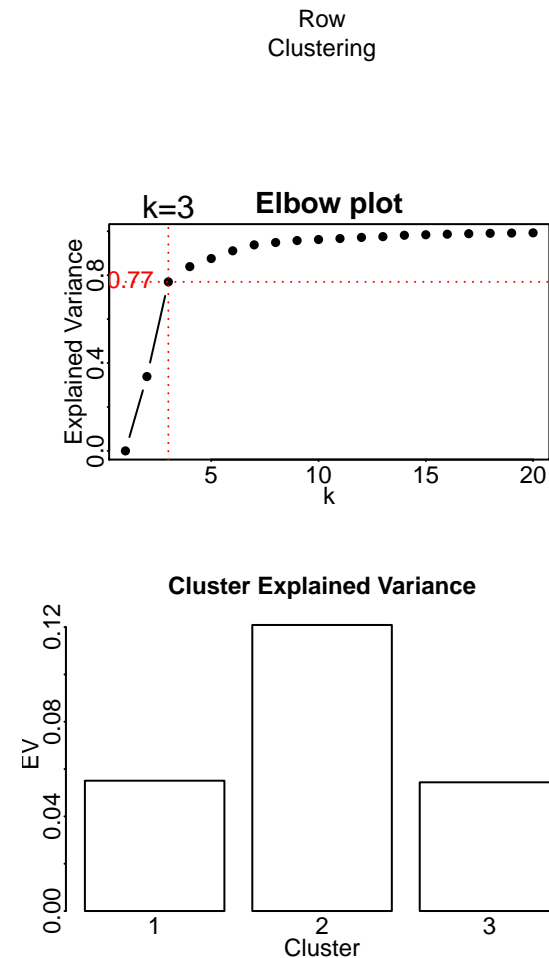 Row
Clustering
k=3
Elbow plot
Explained Variance
0.0 0.4 0.8
0.77
5 10 15 20
k
Cluster Explained Variance
EV
0.00 0.04 0.08 0.12
1 2 3
Cluster